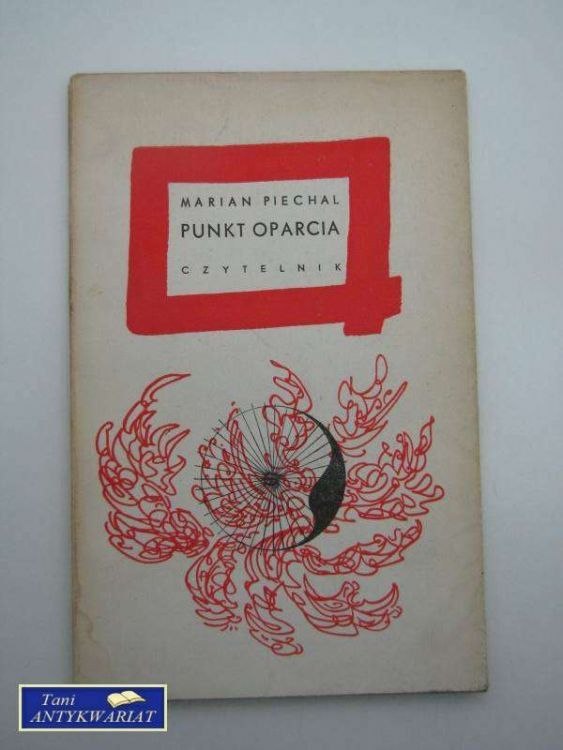 MARIAN PIECHAL
PUNKT OPARCIA
CZYTELNIK
Tani
ANTYKWARIAT